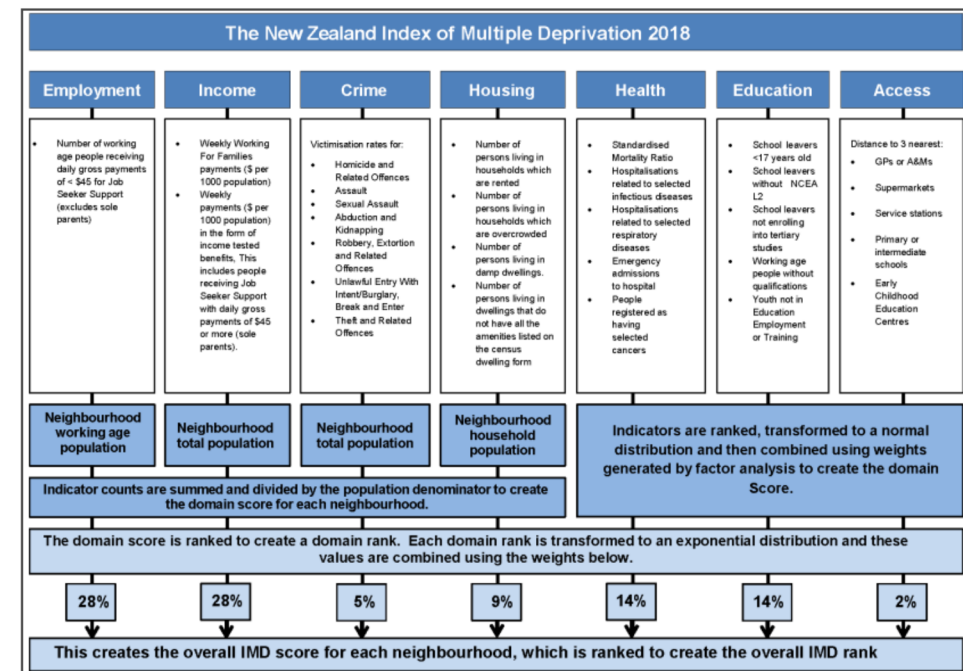 The New Zealand Index of Multiple Deprivation 2018
Employment
Income
Crime
Housing
Health
Education
Access
• Number of working
age people receiving
daily gross payments
of < $45 for Job
Seeker Support
(excludes sole
parents)
• Weekly Working
For Families
payments ($ per
1000 population)
• Weekly
payments ($ per
1000 population)
in the form of
income tested
benefits, This
includes people
receiving Job
Seeker Support
with daily gross
payments of $45
or more (sole
parents).
Victimisation rates for:
• Homicide and
Related Offences
• Assault
• Sexual Assault
• Abduction and
Kidnapping
• Robbery, Extortion
and Related
Offences
• Unlawful Entry With
Intent/Burglary,
Break and Enter
• Theft and Related
Offences
• Number of
persons living in
households which
are rented
• Number of
persons living in
households which
are overcrowded
• Number of
persons living in
damp dwellings.
• Number of
persons living in
dwellings that do
not have all the
amenities listed on
the census
dwelling form
• Standardised
Mortality Ratio
• Hospitalisations
related to selected
infectious diseases
• Hospitalisations
related to selected
respiratory
diseases
• Emergency
admissions
to hospital
• People
registered as
having
selected
cancers
• School leavers
<17 years old
• School leavers
without NCEA
L2
• School leavers
not enrolling
into tertiary
studies
• Working age
people without
qualifications
• Youth not in
Education
Employment
or Training
Distance to 3 nearest:
• GPs or A&Ms
• Supermarkets
• Service stations
• Primary or
intermediate
schools
• Early
Childhood
Education
Centres
Neighbourhood
working age
population
Neighbourhood
total population
Neighbourhood
total population
Neighbourhood
household
population
Indicators are ranked, transformed to a normal
distribution and then combined using weights
generated by factor analysis to create the domain
Score.
Indicator counts are summed and divided by the population denominator to create
the domain score for each neighbourhood.
The domain score is ranked to create a domain rank. Each domain rank is transformed to an exponential distribution and these
values are combined using the weights below.
28%
28%
5%
9%
14%
14%
2%
This creates the overall IMD score for each neighbourhood, which is ranked to create the overall IMD rank